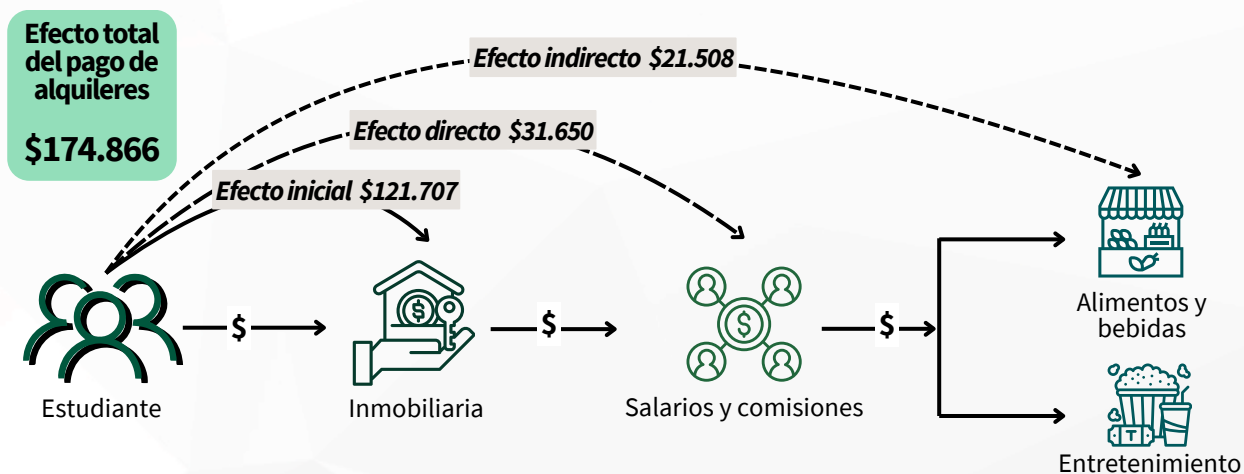 Efecto total
del pago de
alquileres
$174.866
Efecto indirecto $21.508
Efecto directo $31.650
Efecto inicial $121.707
$
$
$
$
$
Estudiante
Inmobiliaria
Salarios y comisiones
Alimentos y
bebidas
T
Entretenimiento